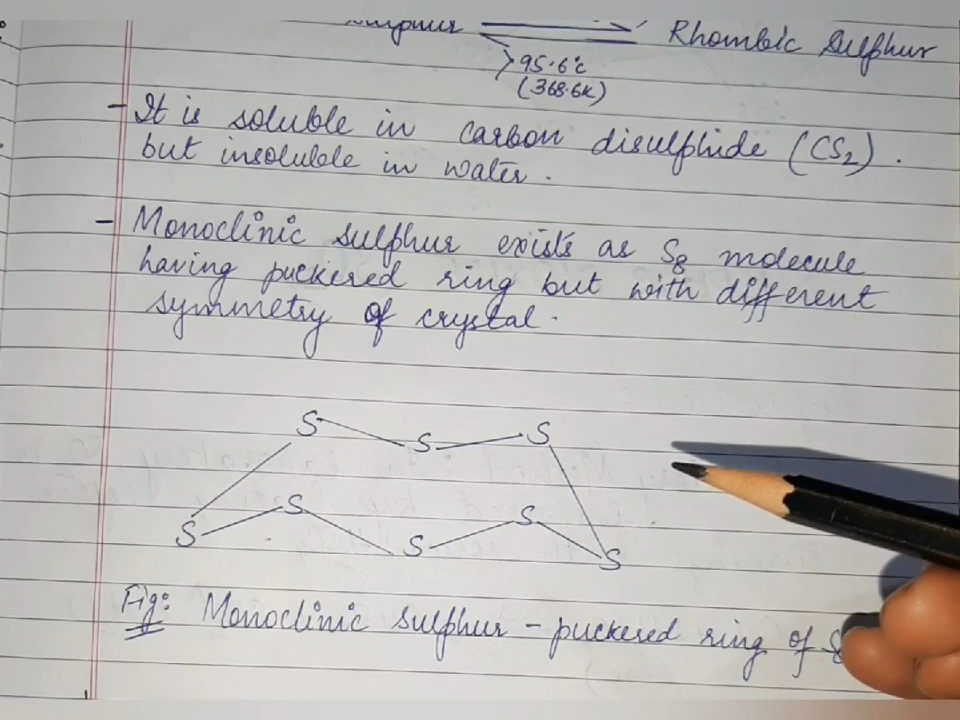 Sulphur ⇌ Rhombic Sulphur
>95.6°C
(368.6K)
- It is soluble in carbon disulphide (CS2).
but insoluble in water.
- Monoclinic sulphur exists as S8 molecule
having puckered ring but with different
symmetry of crystal.
S S S
S S S S S
Fig: Monoclinic sulphur - puckered ring of S